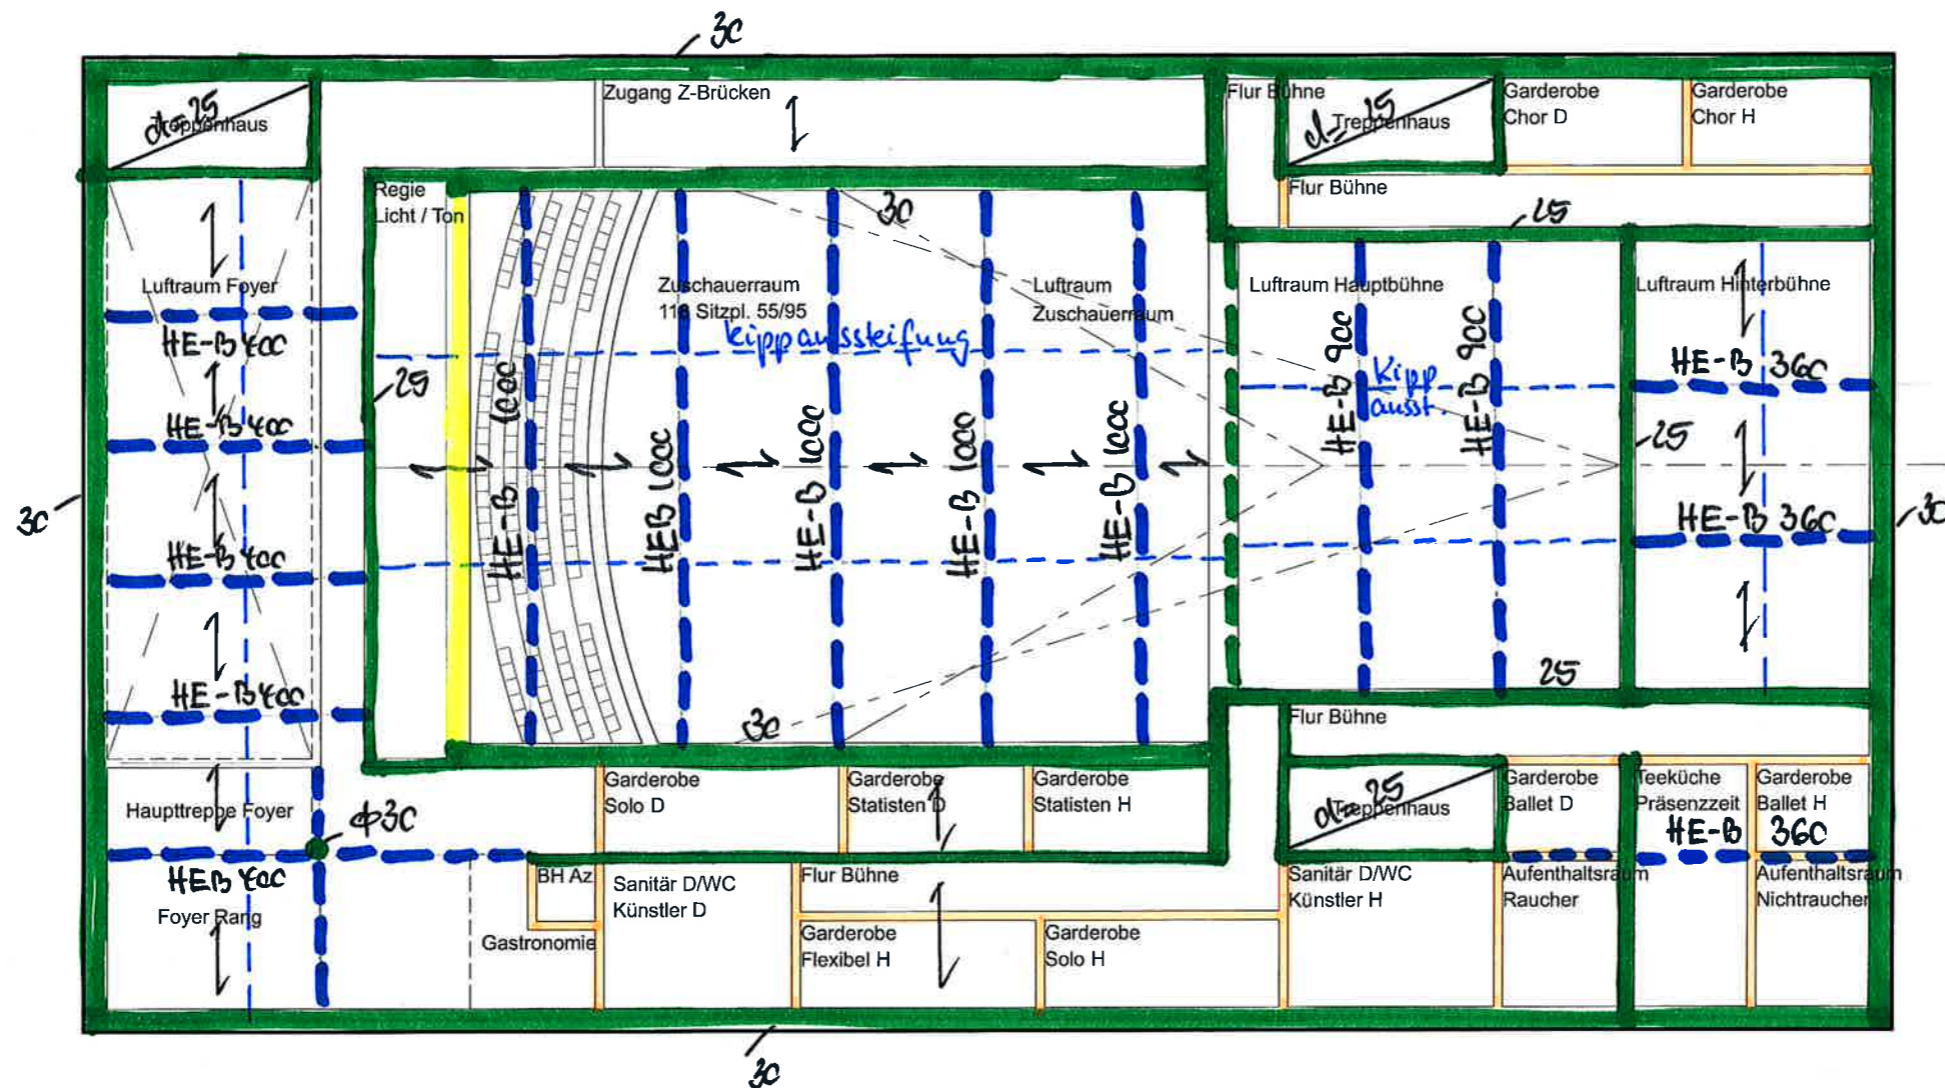 30
Zugang Z-Brücken
Flur Bühne
Garderobe
Chor D
Garderobe
Chor H
d=25
Treppenhaus
d=25
Treppenhaus
Regie
Licht / Ton
Flur Bühne
30
25
Luftraum Foyer
Zuschauerraum
118 Sitzpl. 55/95
Luftraum
Zuschauerraum
Luftraum Hauptbühne
Luftraum Hinterbühne
Kippaussteifung
HE-B 400
25
HE-B 1000
HEB 1000
HE-B 1000
HE-B 1000
HE-B 1000
HE-B 900
Kipp
ausst.
HE-B 900
HE-B 360
HE-B 400
25
30
HE-B 360
30
HE-B 400
HE-B 400
25
30
Flur Bühne
Haupttreppe Foyer
Φ30
Garderobe
Solo D
Garderobe
Statisten D
Garderobe
Statisten H
d=25
Treppenhaus
Garderobe
Ballet D
Teeküche
Präsenzzeit
Garderobe
Ballet H
HE-B 360
HEB 400
BH Az
Sanitär D/WC
Künstler D
Flur Bühne
Sanitär D/WC
Künstler H
Aufenthaltsraum
Raucher
Aufenthaltsraum
Nichtraucher
Foyer Rang
Gastronomie
Garderobe
Flexibel H
Garderobe
Solo H
30